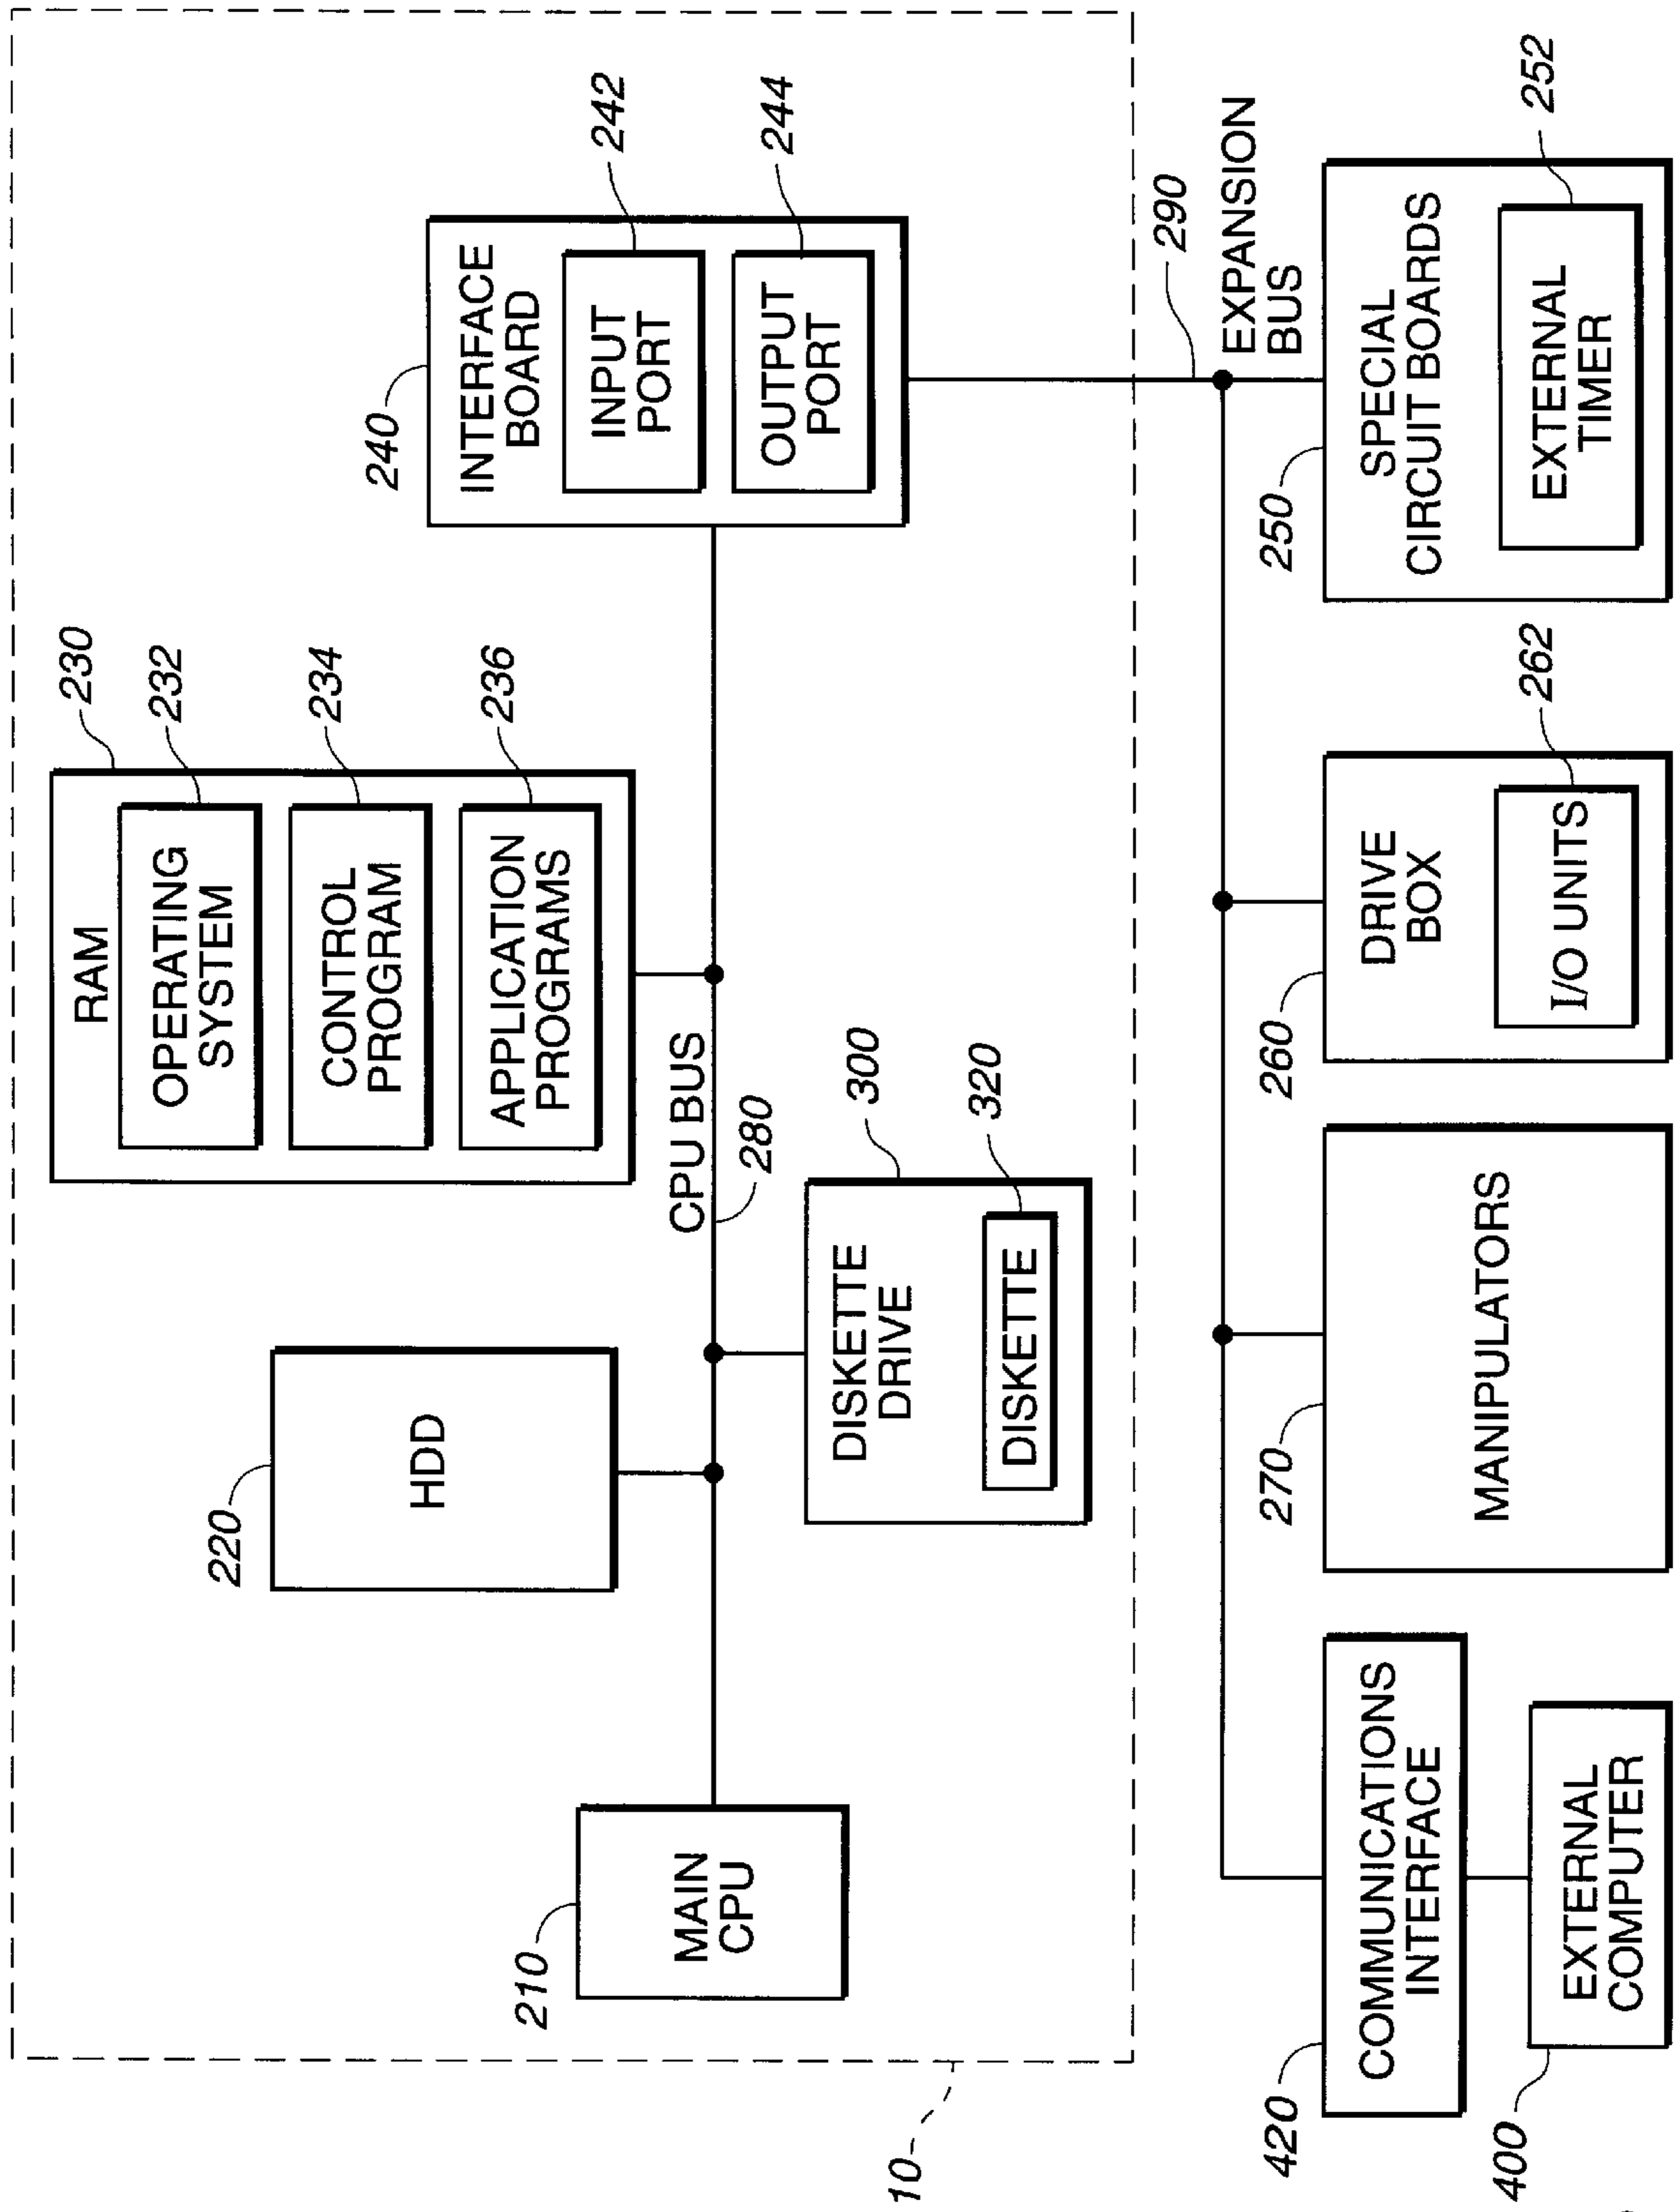 10
230
RAM
232
OPERATING
SYSTEM
234
CONTROL
PROGRAM
236
APPLICATION
PROGRAMS
220
HDD
240
INTERFACE
BOARD
242
INPUT
PORT
244
OUTPUT
PORT
210
MAIN
CPU
CPU BUS
280
300
DISKETTE
DRIVE
320
DISKETTE
290
EXPANSION
BUS
420
COMMUNICATIONS
INTERFACE
400
EXTERNAL
COMPUTER
270
MANIPULATORS
260
DRIVE
BOX
262
I/O UNITS
250
SPECIAL
CIRCUIT BOARDS
252
EXTERNAL
TIMER